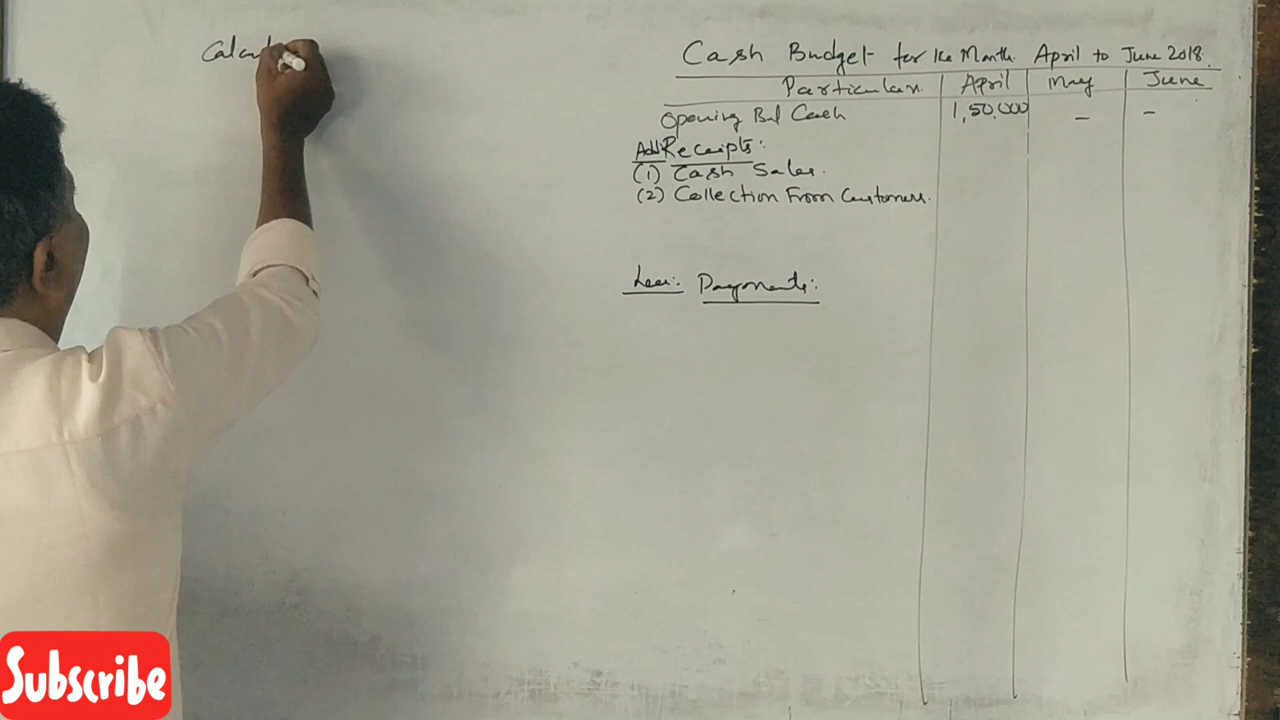 Calcul
Cash Budget for the Month April to June 2018.
Particulars April May June
Opening Bal Cash 1,50,000 - -
Add Receipts:
(1) Cash Sales.
(2) Collection From Customers.
Less: Payments:
Subscribe